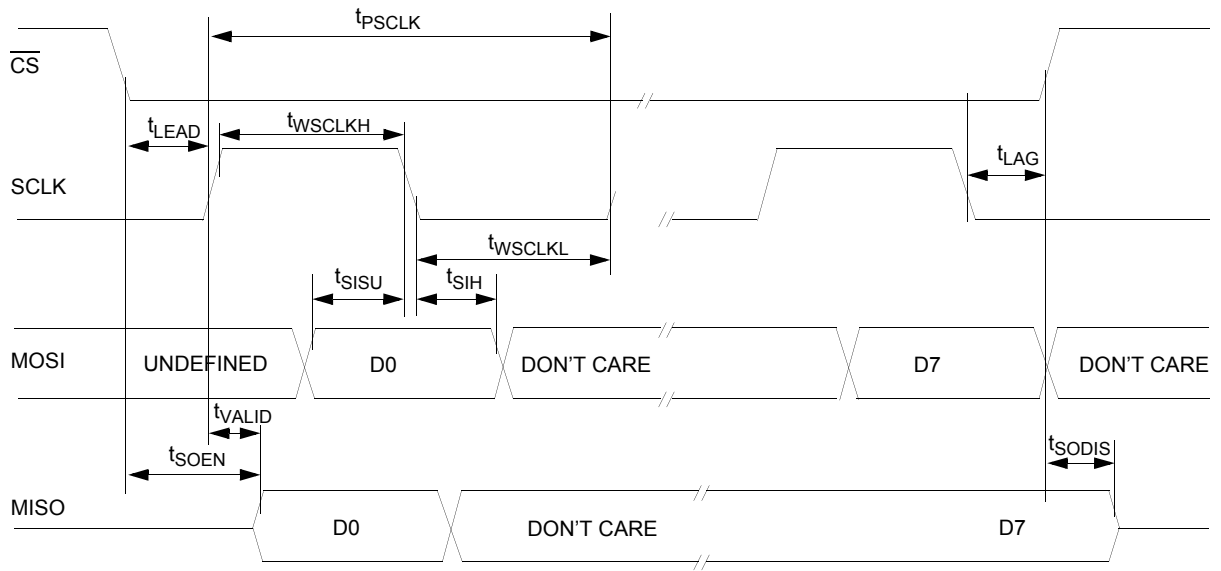 tPSCLK
CS
tLEAD
tWSCLKH
tLAG
SCLK
tWSCLKL
tSISU
tSIH
MOSI
UNDEFINED
D0
DON'T CARE
D7
DON'T CARE
tVALID
tSOEN
tSODIS
MISO
D0
DON'T CARE
D7